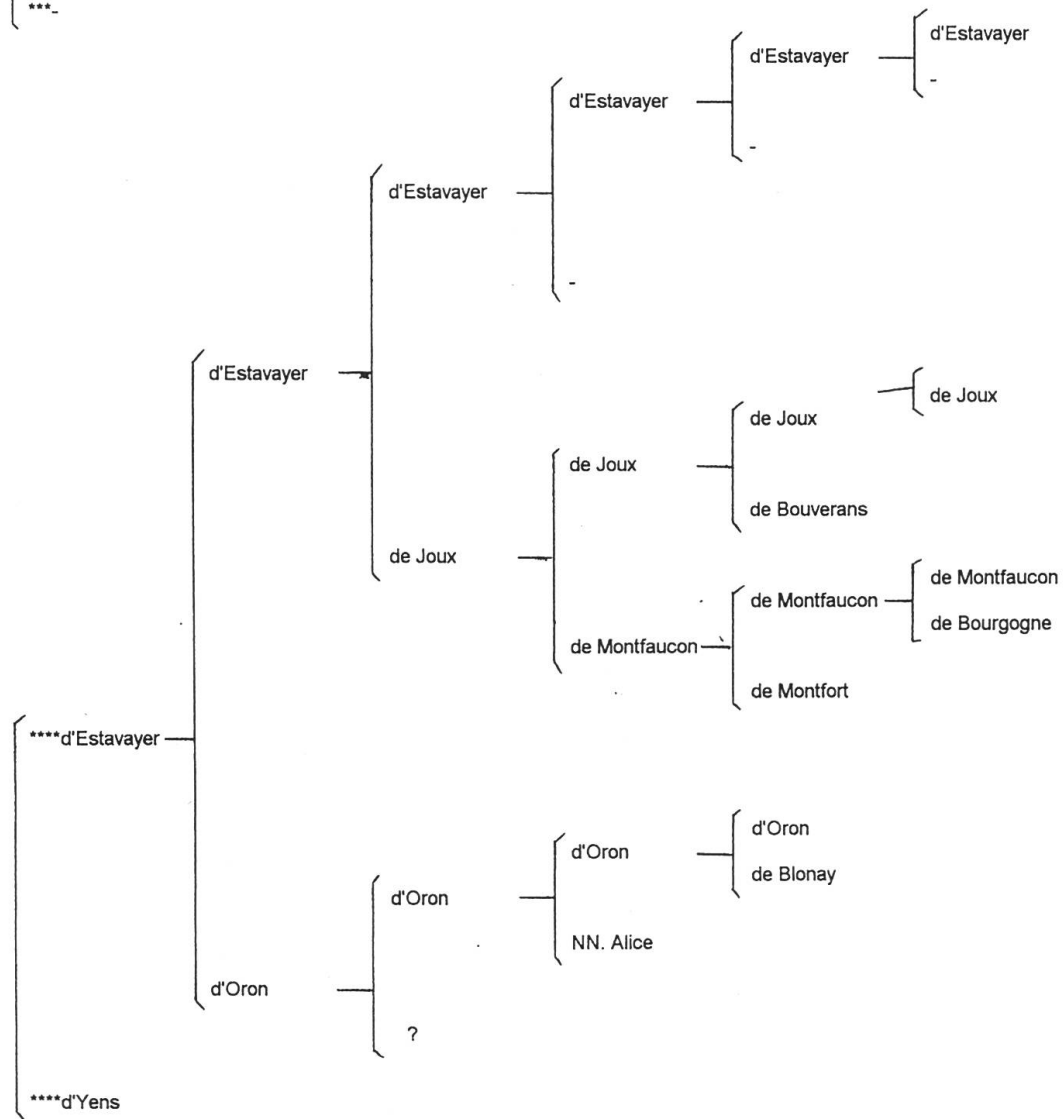 ***-
d'Estavayer
d'Estavayer
-
d'Estavayer
-
d'Estavayer
-
d'Estavayer
de Joux
de Joux
de Joux
de Bouverans
de Joux
de Montfaucon
de Montfaucon
de Bourgogne
de Montfaucon
de Montfort
****d'Estavayer
d'Oron
d'Oron
de Blonay
d'Oron
NN. Alice
d'Oron
?
****d'Yens